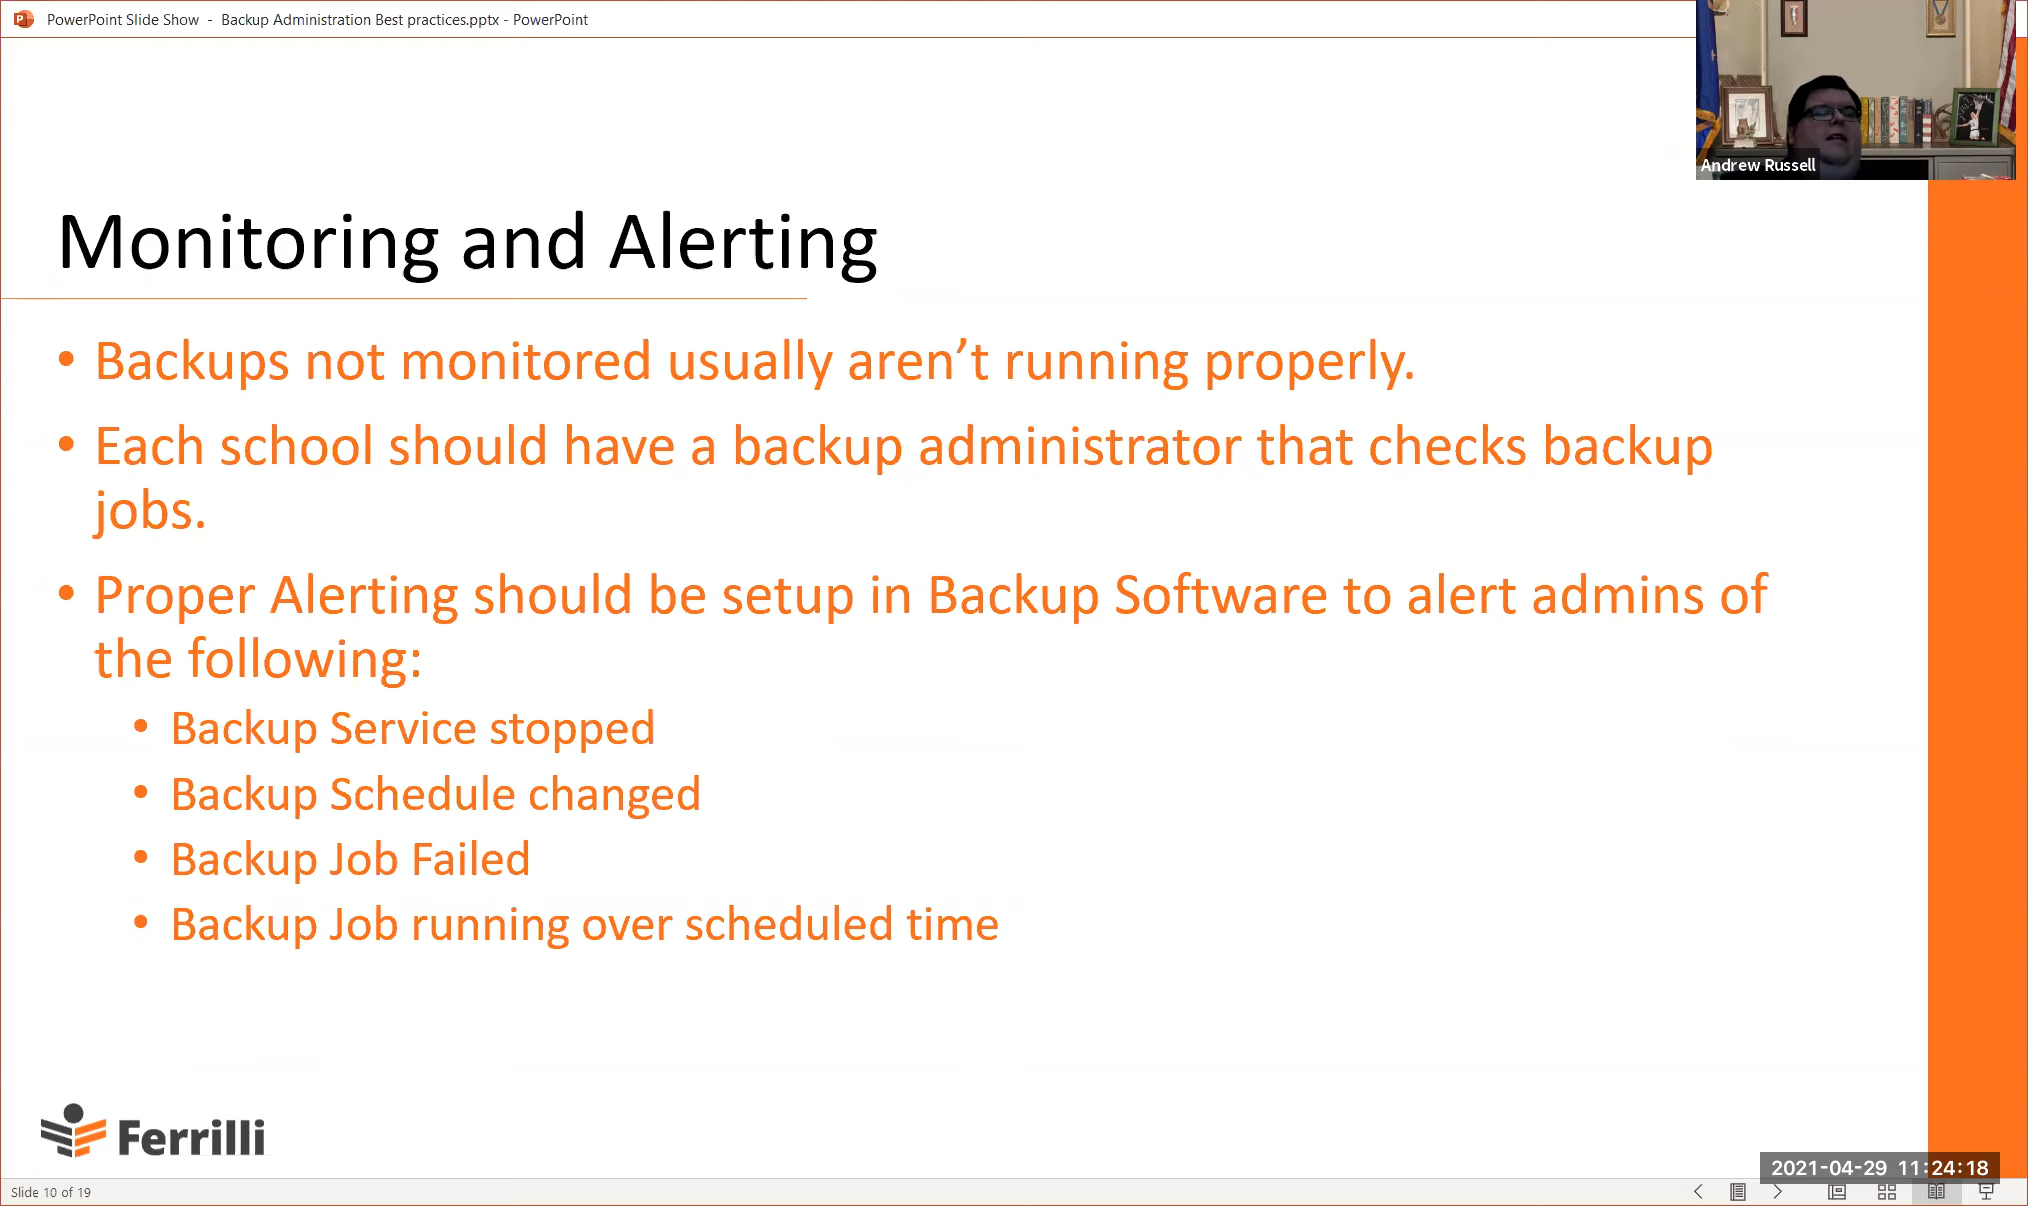 PowerPoint Slide Show - Backup Administration Best practices.pptx - PowerPoint
Andrew Russell
Monitoring and Alerting
• Backups not monitored usually aren’t running properly.
• Each school should have a backup administrator that checks backup
jobs.
• Proper Alerting should be setup in Backup Software to alert admins of
the following:
• Backup Service stopped
• Backup Schedule changed
• Backup Job Failed
• Backup Job running over scheduled time
Ferrilli
2021-04-29 11:24:18
Slide 10 of 19